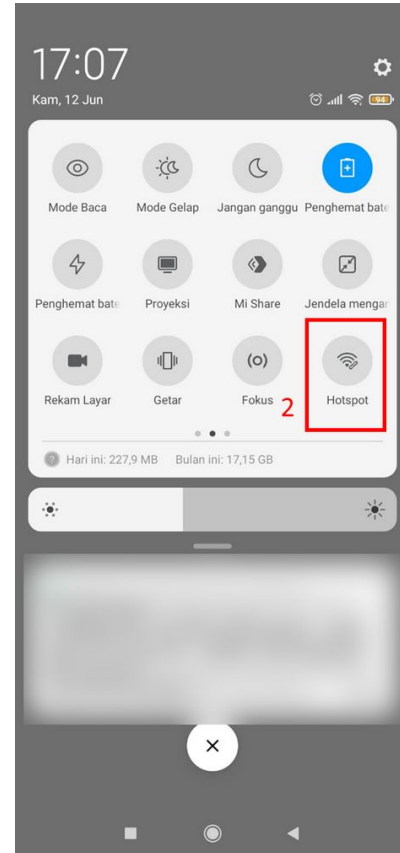 17:07
Kam, 12 Jun
94
Mode Baca
Mode Gelap
Jangan ganggu
Penghemat bate
Penghemat bate
Proyeksi
Mi Share
Jendela mengar
Rekam Layar
Getar
Fokus
2
Hotspot
? Hari ini: 227,9 MB Bulan ini: 17,15 GB